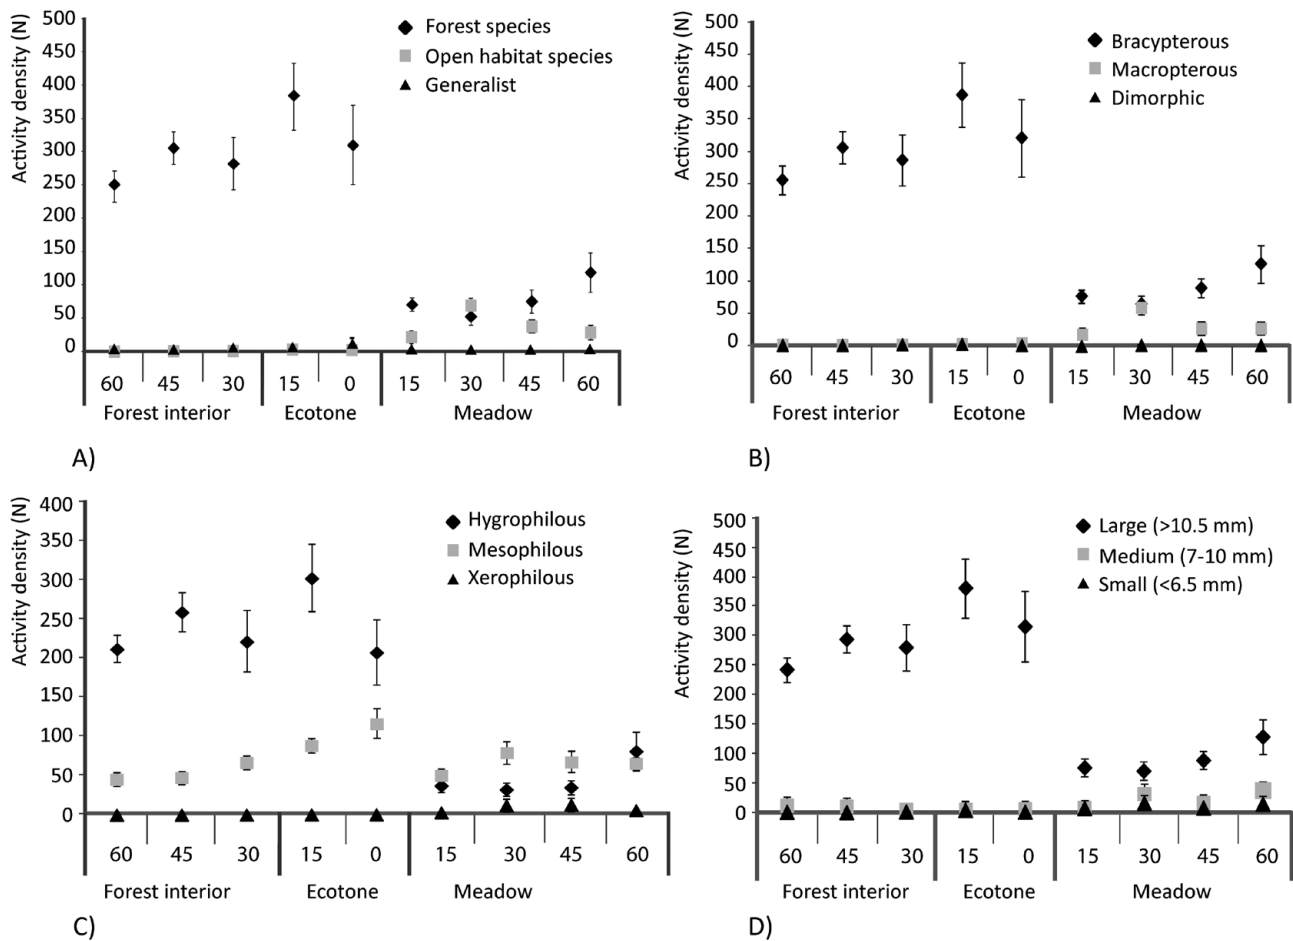 Activity density (N)
500
450
400
350
300
250
200
150
100
50
0
Forest species
Open habitat species
Generalist
60 45 30 15 0 15 30 45 60
Forest interior Ecotone Meadow
A)
Activity density (N)
500
450
400
350
300
250
200
150
100
50
0
Bracypterous
Macropterous
Dimorphic
60 45 30 15 0 15 30 45 60
Forest interior Ecotone Meadow
B)
Activity density (N)
400
350
300
250
200
150
100
50
0
Hygrophilous
Mesophilous
Xerophilous
60 45 30 15 0 15 30 45 60
Forest interior Ecotone Meadow
C)
Activity density (N)
500
450
400
350
300
250
200
150
100
50
0
Large (>10.5 mm)
Medium (7-10 mm)
Small (<6.5 mm)
60 45 30 15 0 15 30 45 60
Forest interior Ecotone Meadow
D)